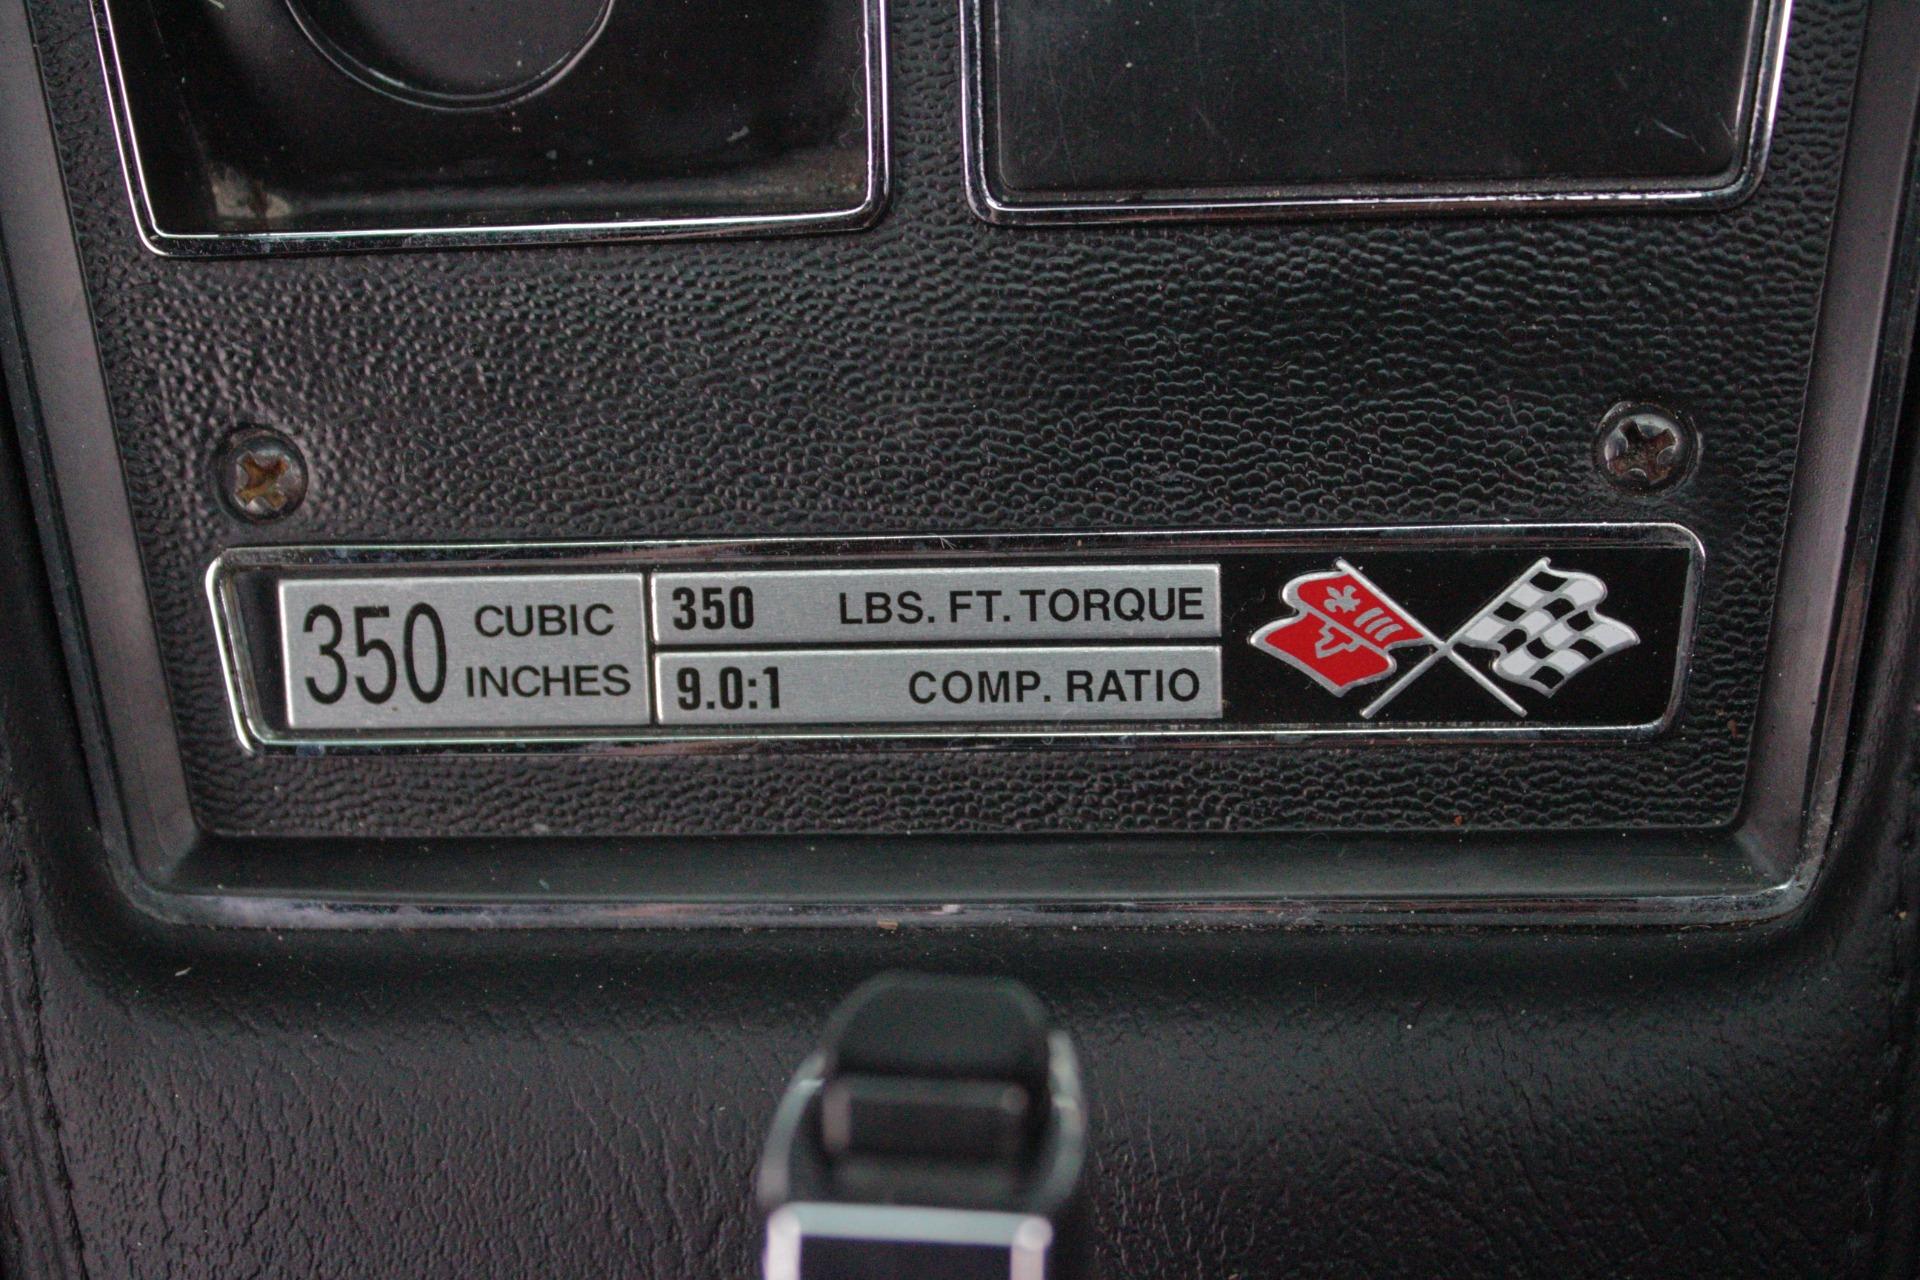 350 CUBIC INCHES
350 LBS. FT. TORQUE
9.0:1 COMP. RATIO